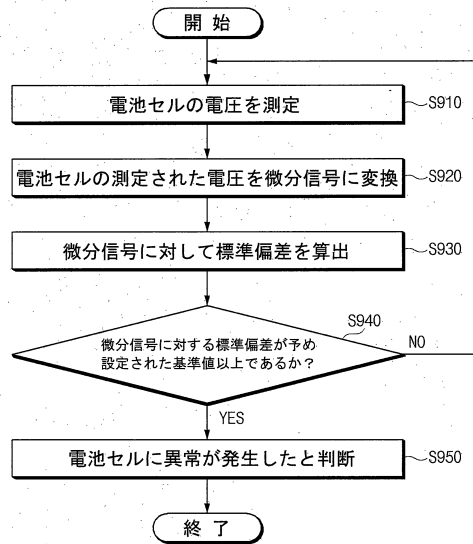 開 始
電池セルの電圧を測定
S910
電池セルの測定された電圧を微分信号に変換
S920
微分信号に対して標準偏差を算出
S930
S940
微分信号に対する標準偏差が予め
設定された基準値以上であるか?
NO
YES
電池セルに異常が発生したと判断
S950
終 了